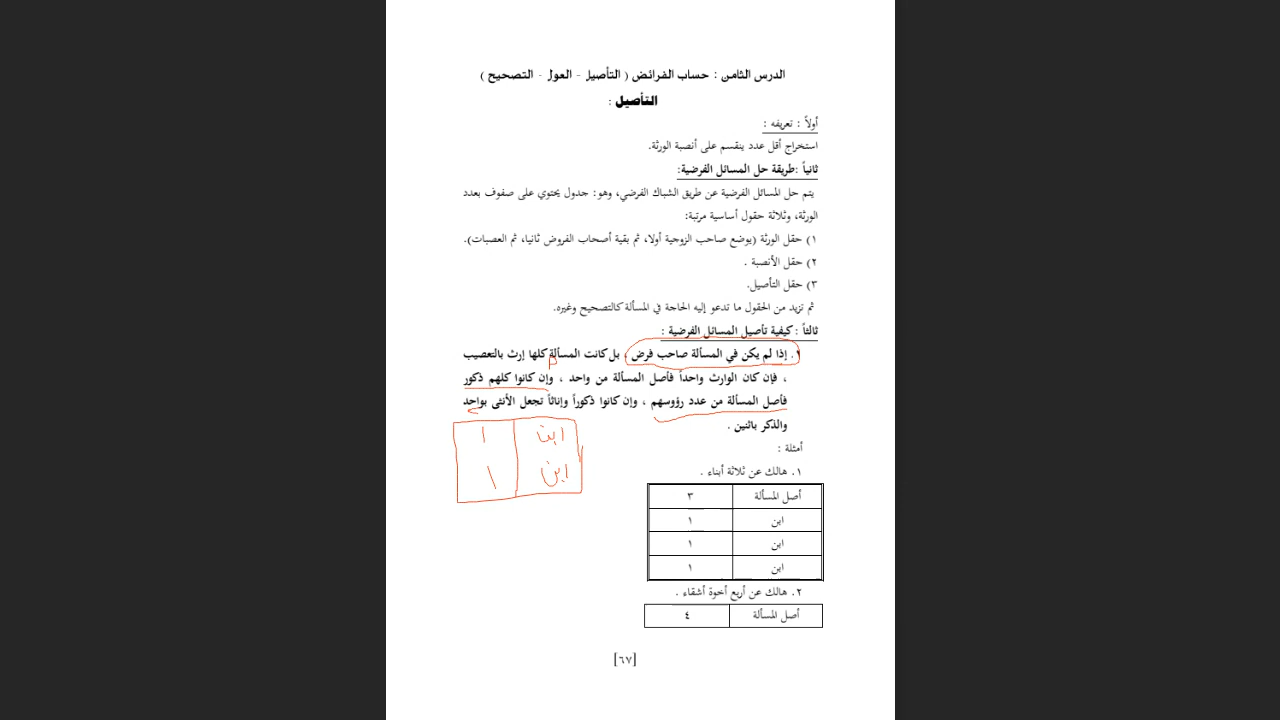 الدرس الثامن : حساب الفرائض ( التأصيل - العول - التصحيح )
التأصيل :
أولاً : تعريفه :
استخراج أقل عدد ينقسم على أنصبة الورثة.
ثانياً :طريقة حل المسائل الفرضية:
يتم حل المسائل الفرضية عن طريق الشباك الفرضي، وهو: جدول يحتوي على صفوف بعدد
الورثة، وثلاثة حقول أساسية مرتبة:
١) حقل الورثة (يوضع صاحب الزوجية أولا، ثم بقية أصحاب الفروض ثانيا، ثم العصبات).
٢) حقل الأنصبة .
٣) حقل التأصيل.
ثم تزيد من الحقول ما تدعو إليه الحاجة في المسألة كالتصحيح وغيره.
ثالثاً : كيفية تأصيل المسائل الفرضية :
١. إذا لم يكن في المسألة صاحب فرض ، بل كانت المسألة كلها إرث بالتعصيب
، فإن كان الوارث واحداً فأصل المسألة من واحد ، وإن كانوا كلهم ذكور
فأصل المسألة من عدد رؤوسهم ، وإن كانوا ذكوراً وإناثاً تجعل الأنثى بواحد
والذكر باثنين .
ابن ١
ابن ١
أمثلة :
١. هالك عن ثلاثة أبناء .
أصل المسألة ٣
ابن ١
ابن ١
ابن ١
٢. هالك عن أربع أخوة أشقاء .
أصل المسألة ٤
[٦٧]